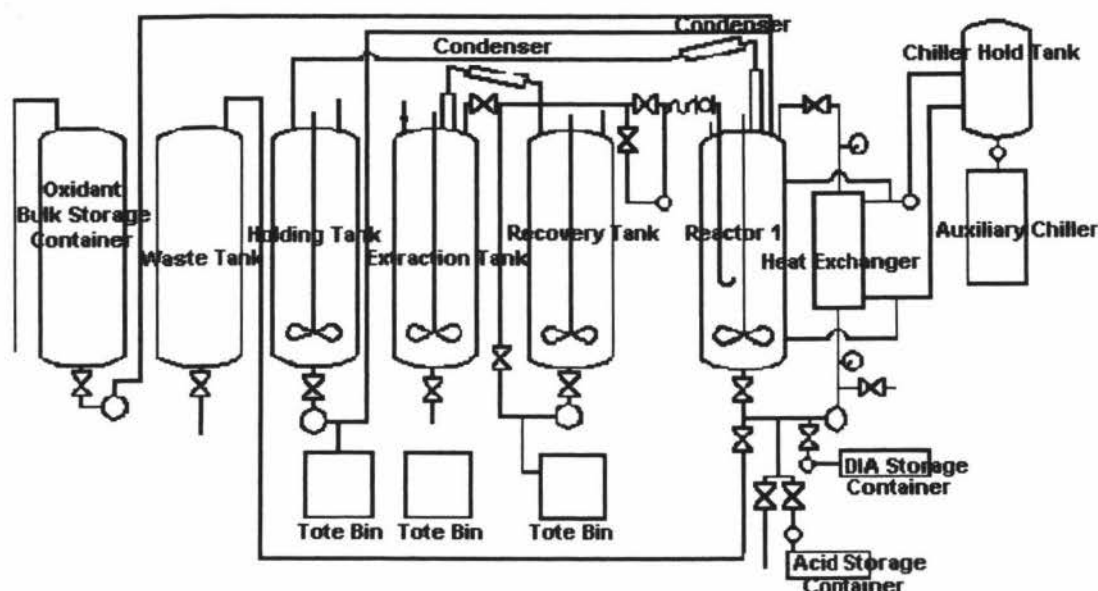 Condenser
Condenser
Chiller Hold Tank
Oxidant
Bulk Storage
Container
Waste Tank
Holding Tank
Extraction Tank
Recovery Tank
Reactor 1
Heat Exchanger
Auxiliary Chiller
Tote Bin
Tote Bin
Tote Bin
DIA Storage
Container
Acid Storage
Container